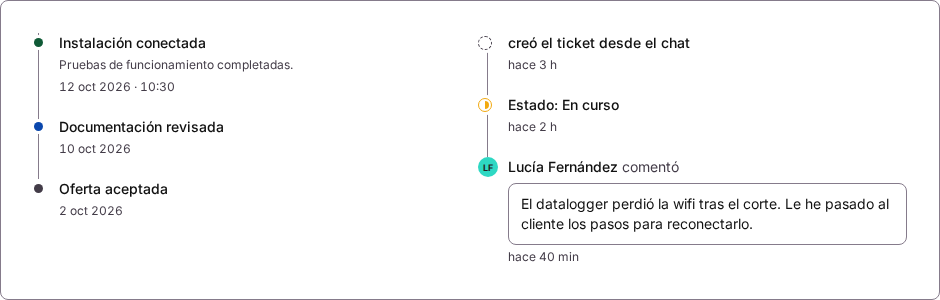 Instalación conectada
Pruebas de funcionamiento completadas.
12 oct 2026 · 10:30
Documentación revisada
10 oct 2026
Oferta aceptada
2 oct 2026
creó el ticket desde el chat
hace 3 h
Estado: En curso
hace 2 h
LF Lucía Fernández comentó
El datalogger perdió la wifi tras el corte. Le he pasado al
cliente los pasos para reconectarlo.
hace 40 min